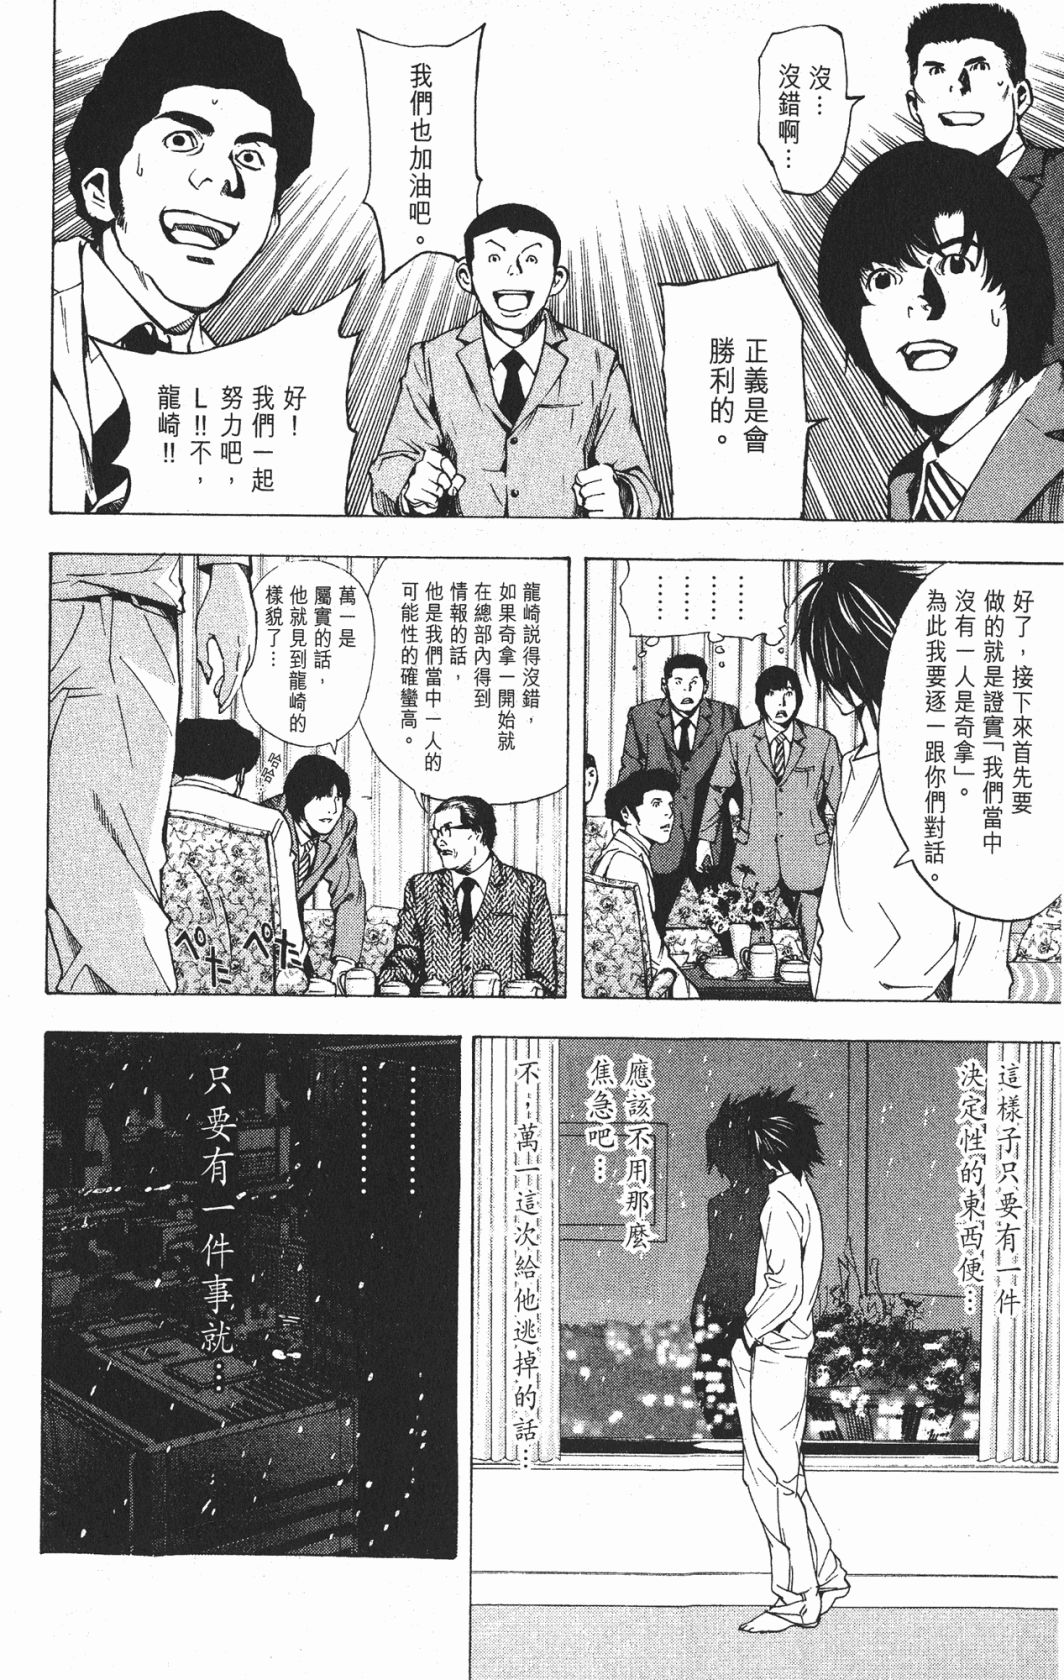 沒…
沒錯啊…
正義是會
勝利的。
我們也加油吧。
好！
我們一起
努力吧，
L!!不，
龍崎!!
好了，接下來首先要
做的就是證實「我們當中
沒有一人是奇拿」。
為此我要逐一跟你們對話。
……
……
……
……
龍崎說得沒錯，
如果奇拿一開始就
在總部內得到
情報的話，
他是我們當中一人的
可能性的確蠻高。
萬一是
屬實的話，
他就見到龍崎的
樣貌了…
哈哈
ペた
ペた
這樣子只要有一件
決定性的東西便…
應該不用那麼
焦急吧…
不，萬一這次給他逃掉的話…
…………
…………
只要有一件事就…